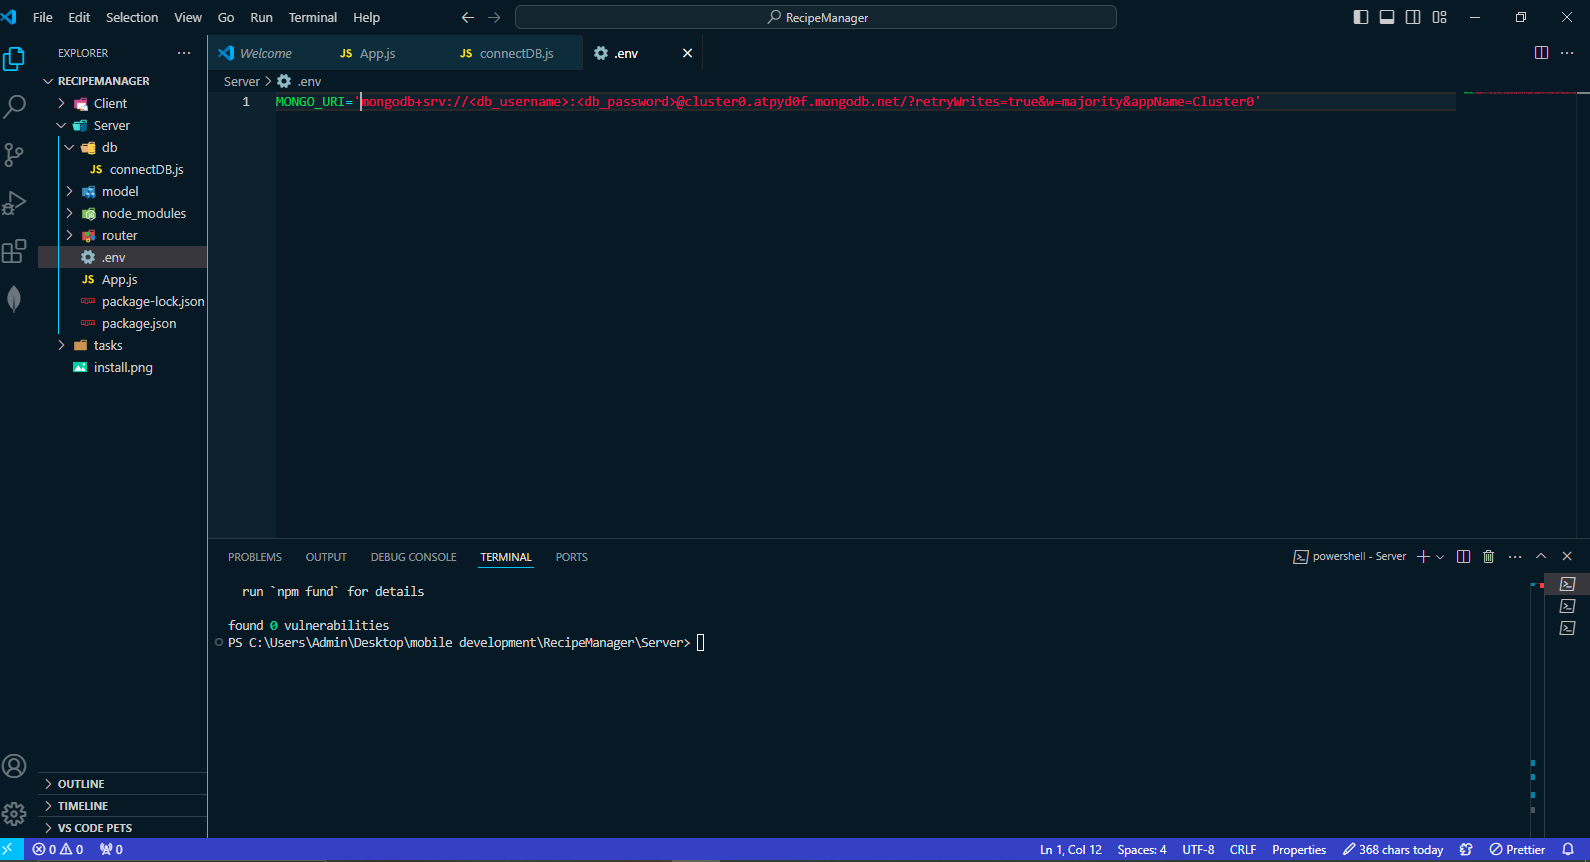 File Edit Selection View Go Run Terminal Help RecipeManager
EXPLORER
Welcome
JS App.js
JS connectDB.js
.env
RECIPEMANAGER
Client
Server
db
JS connectDB.js
model
node_modules
router
.env
JS App.js
package-lock.json
package.json
tasks
install.png
Server > .env
1 MONGO_URI='mongodb+srv://<db_username>:<db_password>@cluster0.atpyd0f.mongodb.net/?retryWrites=true&w=majority&appName=Cluster0'
PROBLEMS OUTPUT DEBUG CONSOLE TERMINAL PORTS
powershell - Server
run `npm fund` for details
found 0 vulnerabilities
PS C:\Users\Admin\Desktop\mobile development\RecipeManager\Server>
OUTLINE
TIMELINE
VS CODE PETS
0 0 0
Ln 1, Col 12 Spaces: 4 UTF-8 CRLF Properties 368 chars today Prettier